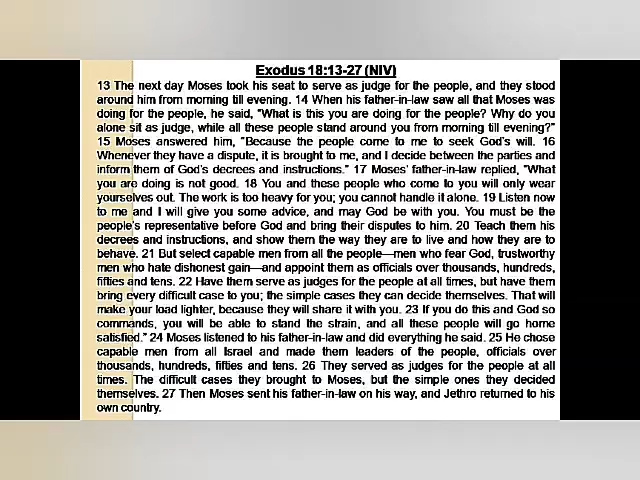 Exodus 18:13-27 (NIV)
13 The next day Moses took his seat to serve as judge for the people, and they stood
around him from morning till evening. 14 When his father-in-law saw all that Moses was
doing for the people, he said, "What is this you are doing for the people? Why do you
alone sit as judge, while all these people stand around you from morning till evening?"
15 Moses answered him, "Because the people come to me to seek God's will. 16
Whenever they have a dispute, it is brought to me, and I decide between the parties and
inform them of God's decrees and instructions." 17 Moses' father-in-law replied, "What
you are doing is not good. 18 You and these people who come to you will only wear
yourselves out. The work is too heavy for you; you cannot handle it alone. 19 Listen now
to me and I will give you some advice, and may God be with you. You must be the
people's representative before God and bring their disputes to him. 20 Teach them his
decrees and instructions, and show them the way they are to live and how they are to
behave. 21 But select capable men from all the people—men who fear God, trustworthy
men who hate dishonest gain—and appoint them as officials over thousands, hundreds,
fifties and tens. 22 Have them serve as judges for the people at all times, but have them
bring every difficult case to you; the simple cases they can decide themselves. That will
make your load lighter, because they will share it with you. 23 If you do this and God so
commands, you will be able to stand the strain, and all these people will go home
satisfied." 24 Moses listened to his father-in-law and did everything he said. 25 He chose
capable men from all Israel and made them leaders of the people, officials over
thousands, hundreds, fifties and tens. 26 They served as judges for the people at all
times. The difficult cases they brought to Moses, but the simple ones they decided
themselves. 27 Then Moses sent his father-in-law on his way, and Jethro returned to his
own country.